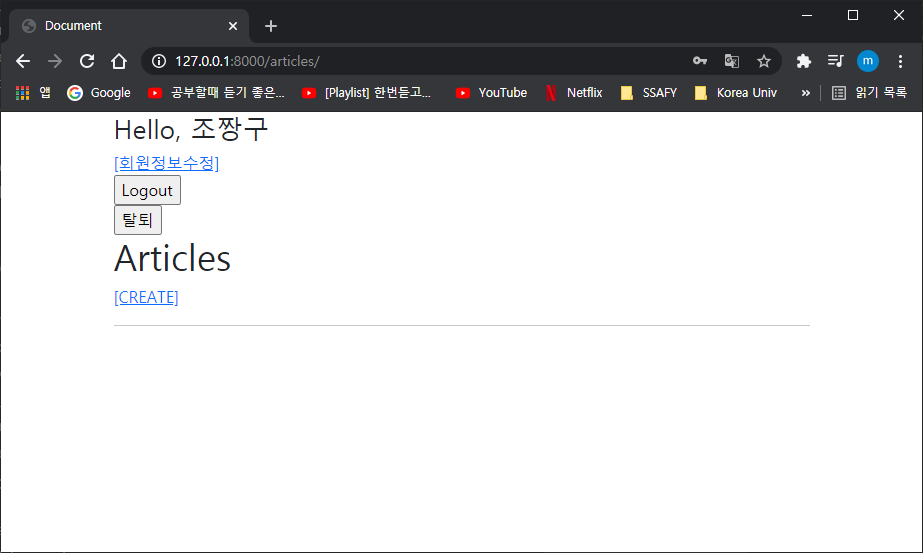 Document
127.0.0.1:8000/articles/
앱 Google 공부할때 듣기 좋은... [Playlist] 한번듣고... YouTube Netflix SSAFY Korea Univ » 읽기 목록
m
Hello, 조짱구
[회원정보수정]
Logout
탈퇴
Articles
[CREATE]